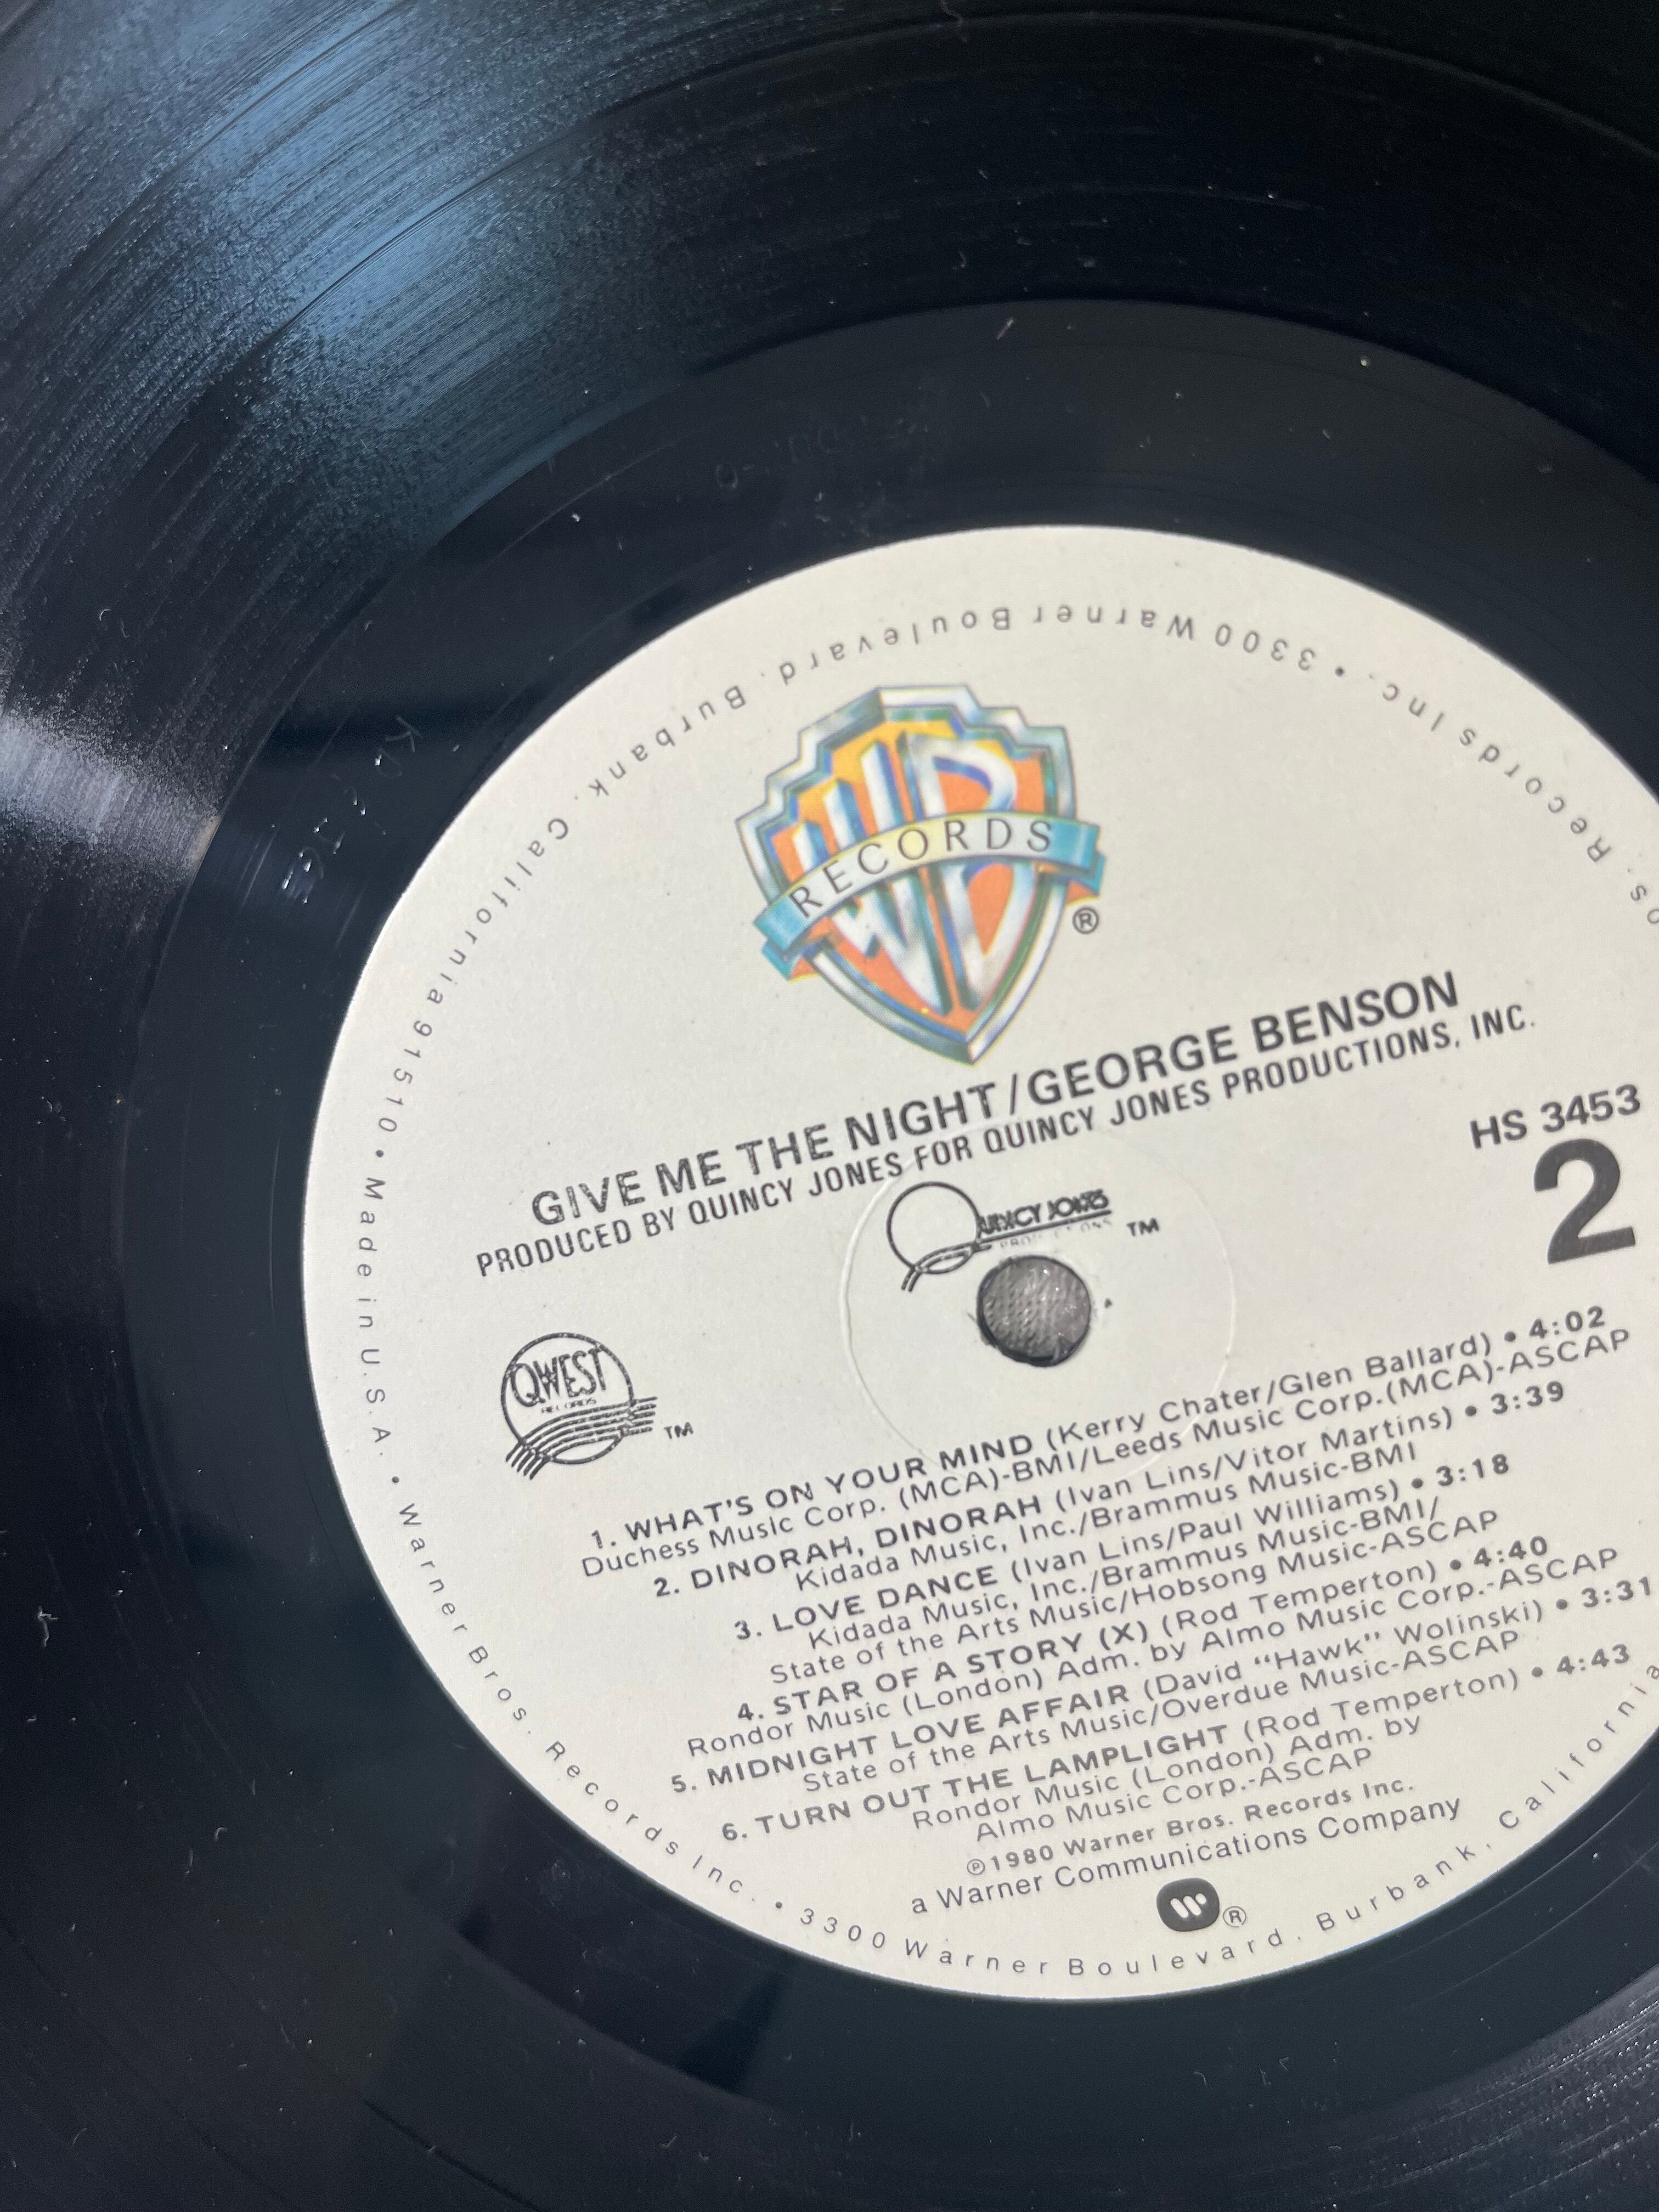 RECORDS
®
GIVE ME THE NIGHT/GEORGE BENSON
PRODUCED BY QUINCY JONES FOR QUINCY JONES PRODUCTIONS, INC.
HS 3453
2
QUINCY JONES
PRODUCTIONS
TM
QWEST
RECORDS
TM
1. WHAT'S ON YOUR MIND (Kerry Chater/Glen Ballard) • 4:02
Duchess Music Corp. (MCA)-BMI/Leeds Music Corp.(MCA)-ASCAP
2. DINORAH, DINORAH (Ivan Lins/Vitor Martins) • 3:39
Kidada Music, Inc./Brammus Music-BMI
3. LOVE DANCE (Ivan Lins/Paul Williams) • 3:18
Kidada Music, Inc./Brammus Music-BMI/
State of the Arts Music/Hobsong Music-ASCAP
4. STAR OF A STORY (X) (Rod Temperton) • 4:40
Rondor Music (London) Adm. by Almo Music Corp.-ASCAP
5. MIDNIGHT LOVE AFFAIR (David “Hawk” Wolinski) • 3:31
State of the Arts Music/Overdue Music-ASCAP
6. TURN OUT THE LAMPLIGHT (Rod Temperton) • 4:43
Rondor Music (London) Adm. by
Almo Music Corp.-ASCAP
℗1980 Warner Bros. Records Inc.
a Warner Communications Company
®
Records Inc. • 3300 Warner Boulevard. Burbank. California 91510 • Made in U.S.A. • Warner Bros. Records Inc. • 3300 Warner Boulevard. Burbank. California